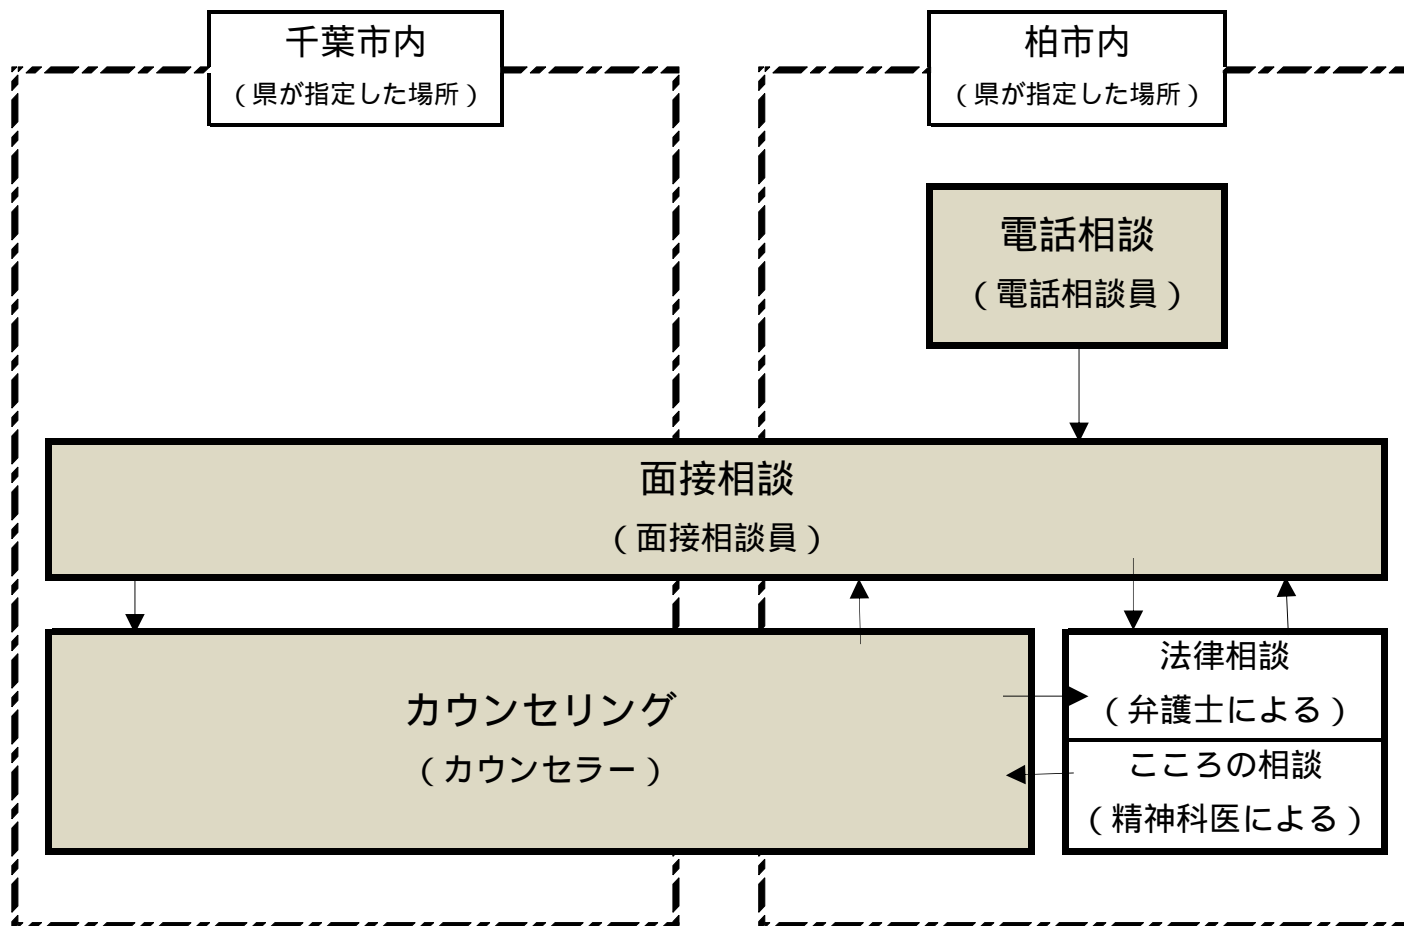 千葉市内
（県が指定した場所）
柏市内
（県が指定した場所）
電話相談
（電話相談員）
面接相談
（面接相談員）
カウンセリング
（カウンセラー）
法律相談
（弁護士による）
こころの相談
（精神科医による）